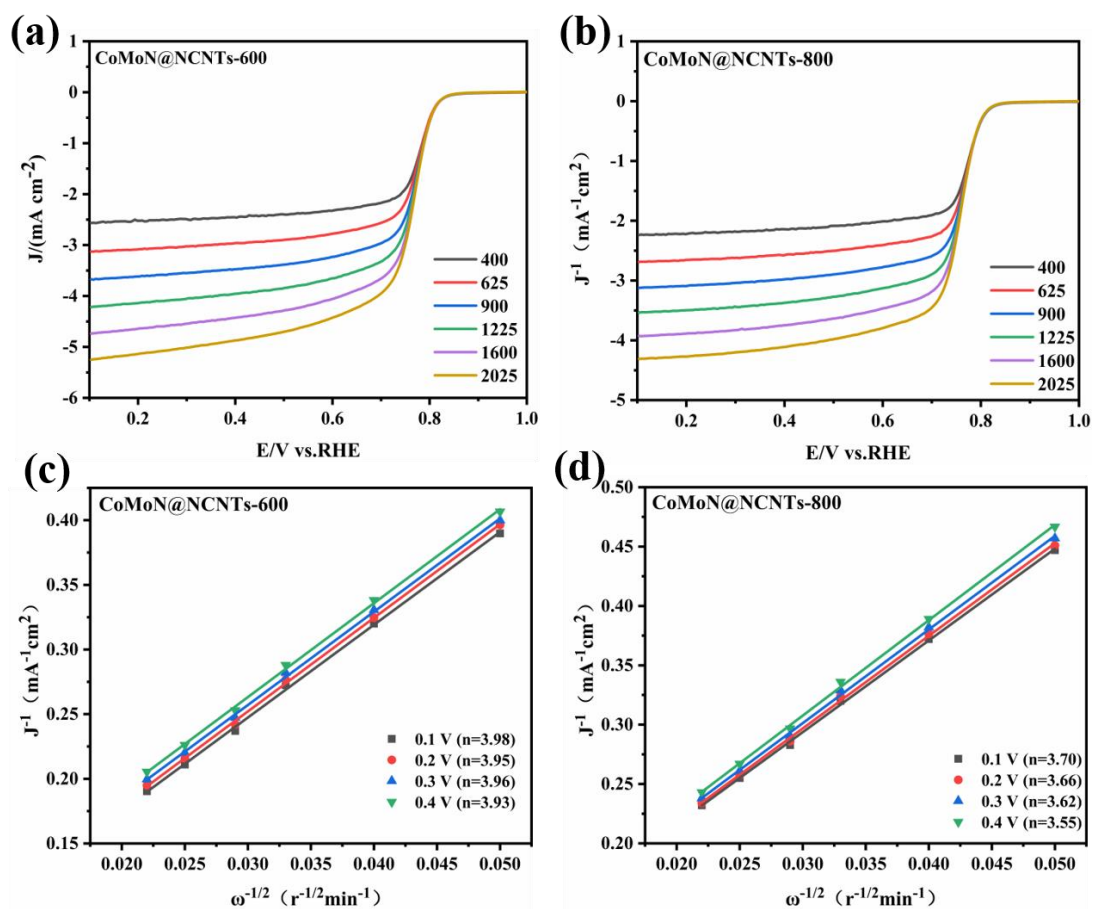 (a)
CoMoN@NCNTs-600
1
0
-1
-2
-3
-4
-5
-6
J/(mA cm-2)
400
625
900
1225
1600
2025
0.2
0.4
0.6
0.8
1.0
E/V vs.RHE
(b)
CoMoN@NCNTs-800
1
0
-1
-2
-3
-4
-5
J-1 (mA-1cm2)
400
625
900
1225
1600
2025
0.2
0.4
0.6
0.8
1.0
E/V vs.RHE
(c)
CoMoN@NCNTs-600
0.40
0.35
0.30
0.25
0.20
0.15
J-1 (mA-1cm2)
0.1 V (n=3.98)
0.2 V (n=3.95)
0.3 V (n=3.96)
0.4 V (n=3.93)
0.020
0.025
0.030
0.035
0.040
0.045
0.050
ω-1/2 (r-1/2min-1)
(d)
CoMoN@NCNTs-800
0.50
0.45
0.40
0.35
0.30
0.25
0.20
J-1 (mA-1cm2)
0.1 V (n=3.70)
0.2 V (n=3.66)
0.3 V (n=3.62)
0.4 V (n=3.55)
0.020
0.025
0.030
0.035
0.040
0.045
0.050
ω-1/2 (r-1/2min-1)